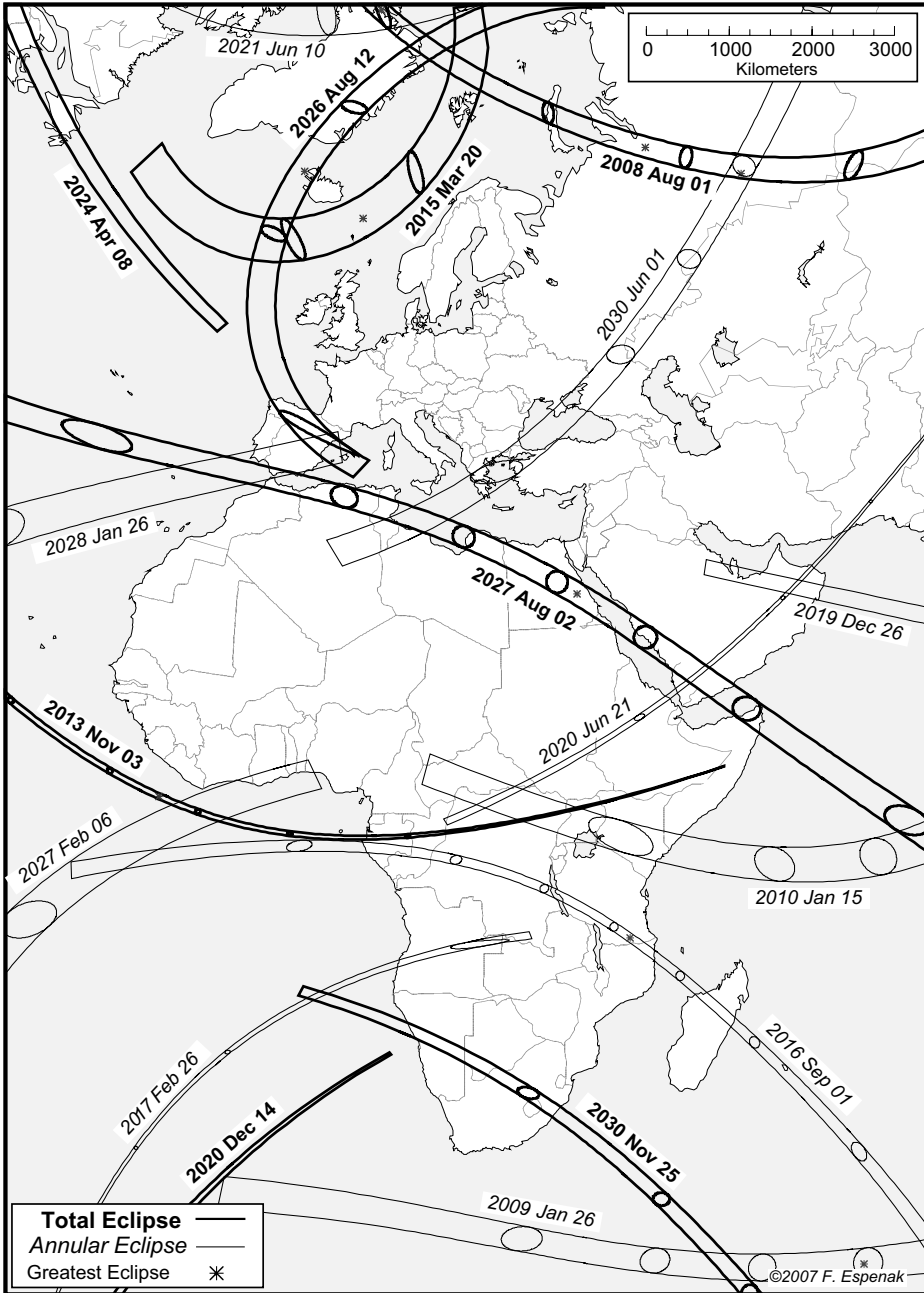 2021 Jun 10
0 1000 2000 3000
Kilometers
2026 Aug 12
2008 Aug 01
2015 Mar 20
2024 Apr 08
2030 Jun 01
2028 Jan 26
2027 Aug 02
2019 Dec 26
2020 Jun 21
2013 Nov 03
2027 Feb 06
2010 Jan 15
2016 Sep 01
2017 Feb 26
2020 Dec 14
2030 Nov 25
2009 Jan 26
Total Eclipse
Annular Eclipse
Greatest Eclipse
©2007 F. Espenak